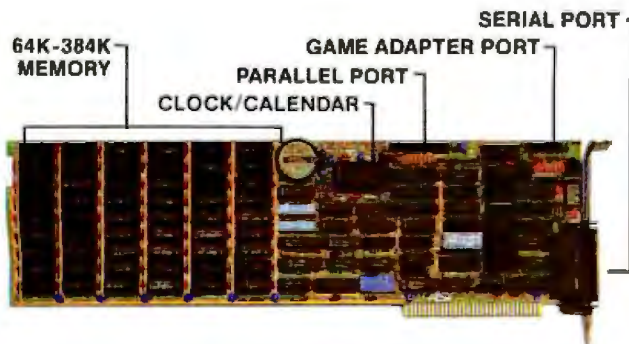 SERIAL PORT
64K-384K
MEMORY
GAME ADAPTER PORT
PARALLEL PORT
CLOCK/CALENDAR